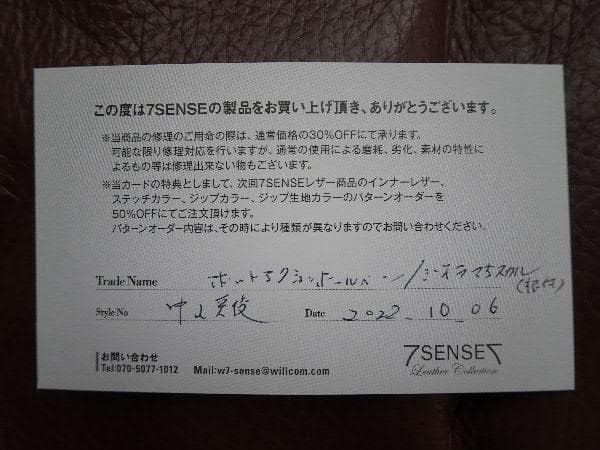 この度は7SENSEの製品をお買い上げ頂き、ありがとうございます。
※当商品の修理のご用命の際は、通常価格の30%OFFにて承ります。
可能な限り修理対応を行いますが、通常の使用による磨耗、劣化、素材の特性に
よるもの等は修理出来ない物もございます。
※当カードの特典としまして、次回7SENSEレザー商品のインナーレザー、
ステッチカラー、ジップカラー、ジップ生地カラーのパターンオーダーを
50%OFFにてご注文頂けます。
パターンオーダー内容は、その時により種類が異なりますのでお問い合わせください。
Trade Name
Style No Date 2022_10_06
お問い合わせ
Tel:070-5077-1012 Mail:w7-sense@willcom.com
7SENSE7
Leather Collection